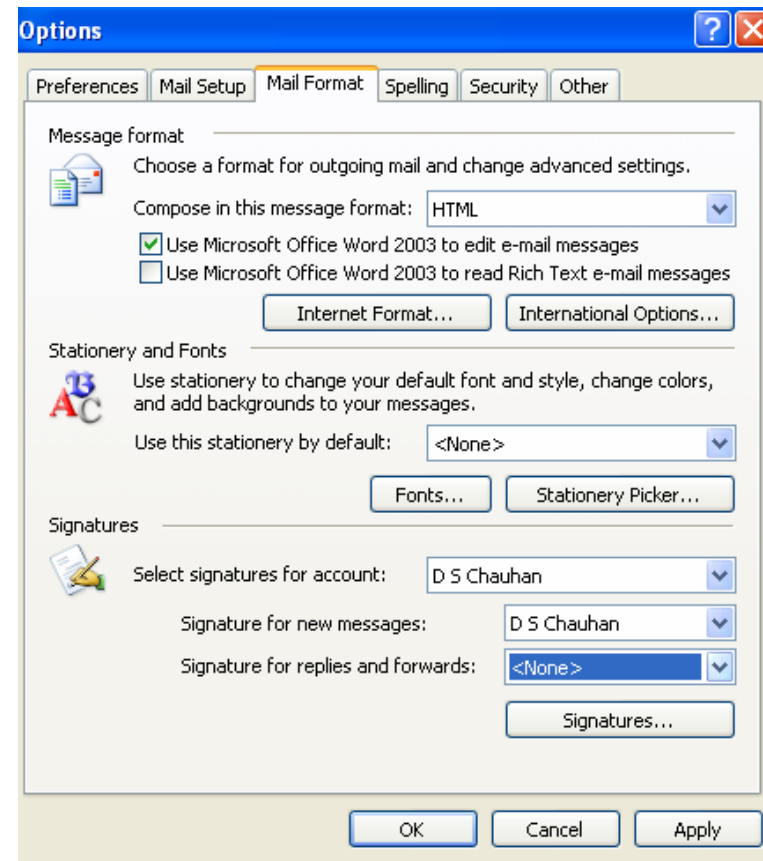 Options
Preferences Mail Setup Mail Format Spelling Security Other
Message format
Choose a format for outgoing mail and change advanced settings.
Compose in this message format: HTML
Use Microsoft Office Word 2003 to edit e-mail messages
Use Microsoft Office Word 2003 to read Rich Text e-mail messages
Internet Format... International Options...
Stationery and Fonts
Use stationery to change your default font and style, change colors,
and add backgrounds to your messages.
Use this stationery by default: <None>
Fonts... Stationery Picker...
Signatures
Select signatures for account: D S Chauhan
Signature for new messages: D S Chauhan
Signature for replies and forwards: <None>
Signatures...
OK Cancel Apply